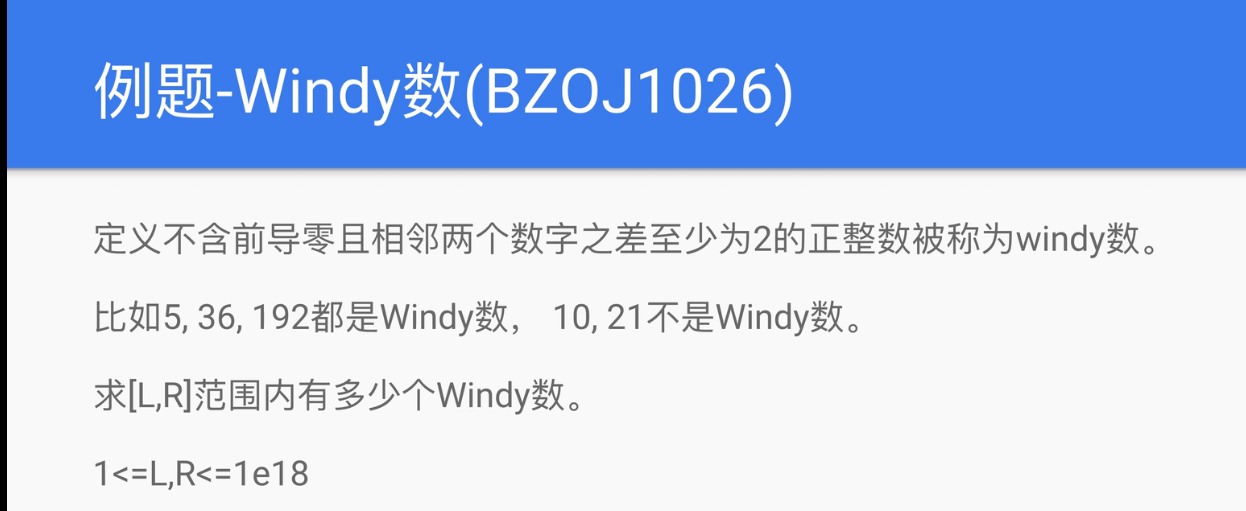 例题-Windy数(BZOJ1026)
定义不含前导零且相邻两个数字之差至少为2的正整数被称为windy数。
比如5, 36, 192都是Windy数， 10, 21不是Windy数。
求[L,R]范围内有多少个Windy数。
1<=L,R<=1e18